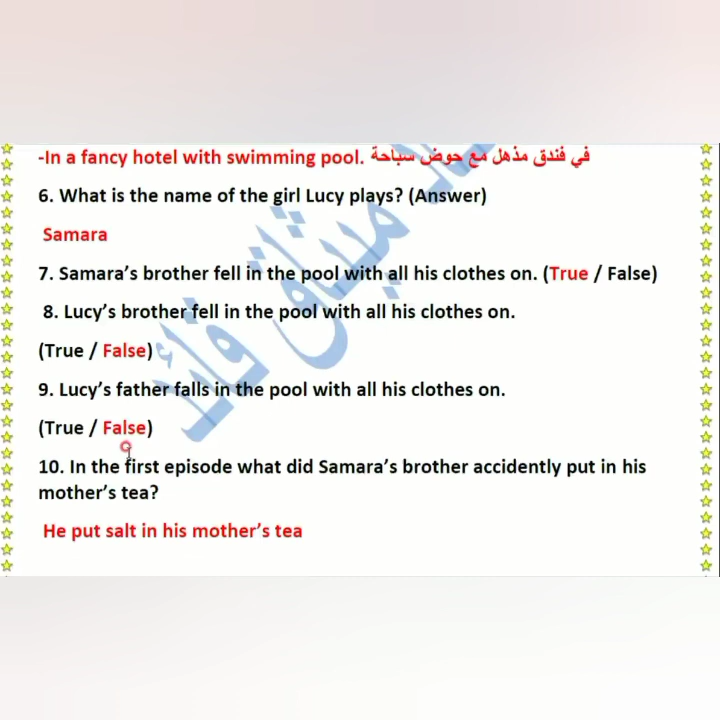 -In a fancy hotel with swimming pool. في فندق مذهل مع حوض سباحة
6. What is the name of the girl Lucy plays? (Answer)
Samara
7. Samara’s brother fell in the pool with all his clothes on. (True / False)
8. Lucy’s brother fell in the pool with all his clothes on.
(True / False)
9. Lucy’s father falls in the pool with all his clothes on.
(True / False)
10. In the first episode what did Samara’s brother accidently put in his
mother’s tea?
He put salt in his mother’s tea